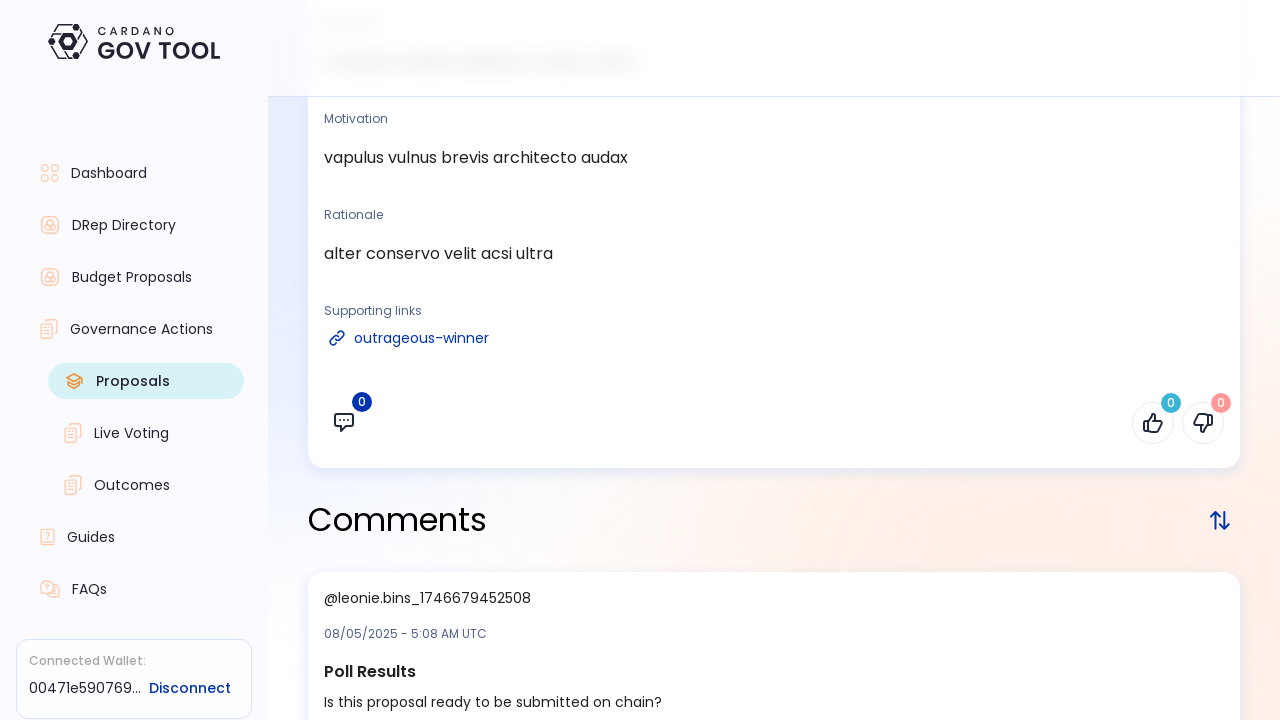 CARDANO
GOV TOOL
Dashboard
DRep Directory
Budget Proposals
Governance Actions
Proposals
Live Voting
Outcomes
Guides
FAQs
Connected Wallet:
00471e590769... Disconnect
Motivation
vapulus vulnus brevis architecto audax
Rationale
alter conservo velit acsi ultra
Supporting links
outrageous-winner
0
0
0
Comments
@leonie.bins_1746679452508
08/05/2025 - 5:08 AM UTC
Poll Results
Is this proposal ready to be submitted on chain?